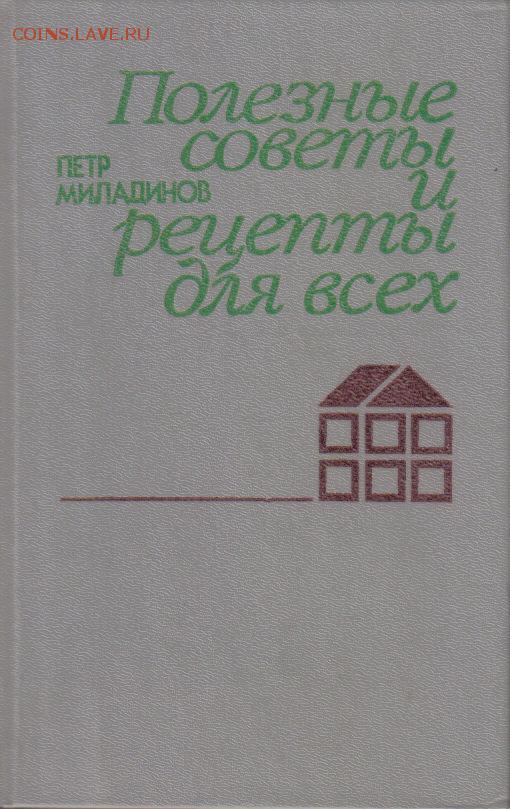 COINS.LAVE.RU
Полезные
советы
ПЕТР
МИЛАДИНОВ
и
рецепты
для всех